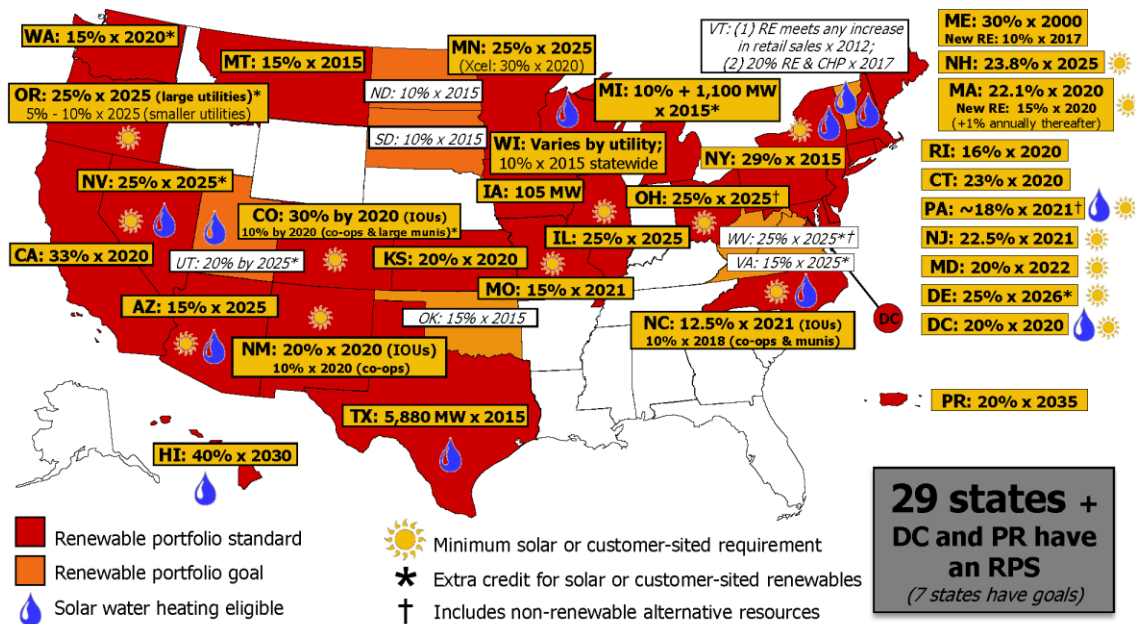 WA: 15% x 2020*
MT: 15% x 2015
MN: 25% x 2025
(Xcel: 30% x 2020)
VT: (1) RE meets any increase
in retail sales x 2012;
(2) 20% RE & CHP x 2017
ME: 30% x 2000
New RE: 10% x 2017
NH: 23.8% x 2025
OR: 25% x 2025 (large utilities)*
5% - 10% x 2025 (smaller utilities)
ND: 10% x 2015
MI: 10% + 1,100 MW
x 2015*
MA: 22.1% x 2020
New RE: 15% x 2020
(+1% annually thereafter)
SD: 10% x 2015
WI: Varies by utility;
10% x 2015 statewide
NY: 29% x 2015
RI: 16% x 2020
CT: 23% x 2020
NV: 25% x 2025*
IA: 105 MW
OH: 25% x 2025†
PA: ~18% x 2021†
CO: 30% by 2020 (IOUs)
10% by 2020 (co-ops & large munis)*
IL: 25% x 2025
WV: 25% x 2025*†
NJ: 22.5% x 2021
CA: 33% x 2020
UT: 20% by 2025*
KS: 20% x 2020
VA: 15% x 2025*
MD: 20% x 2022
MO: 15% x 2021
DE: 25% x 2026*
AZ: 15% x 2025
OK: 15% x 2015
DC
DC: 20% x 2020
NM: 20% x 2020 (IOUs)
10% x 2020 (co-ops)
NC: 12.5% x 2021 (IOUs)
10% x 2018 (co-ops & munis)
PR: 20% x 2035
TX: 5,880 MW x 2015
HI: 40% x 2030
29 states +
DC and PR have
an RPS
(7 states have goals)
Renewable portfolio standard
Renewable portfolio goal
Solar water heating eligible
Minimum solar or customer-sited requirement
* Extra credit for solar or customer-sited renewables
† Includes non-renewable alternative resources